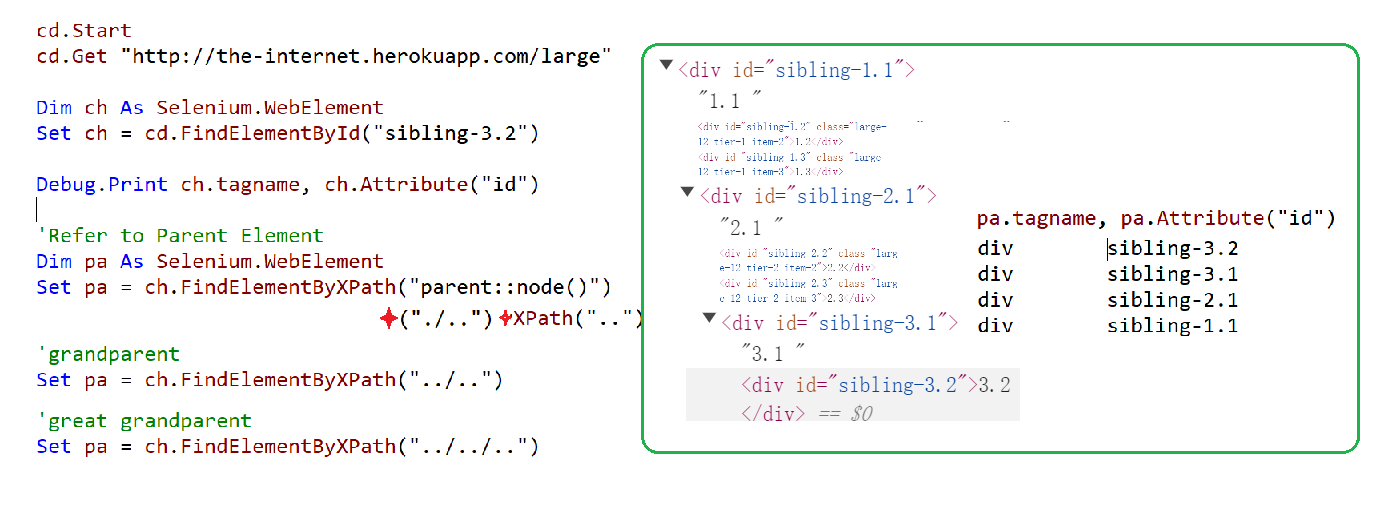 cd.Start
cd.Get "http://the-internet.herokuapp.com/large"
Dim ch As Selenium.WebElement
Set ch = cd.FindElementById("sibling-3.2")
Debug.Print ch.tagname, ch.Attribute("id")
'Refer to Parent Element
Dim pa As Selenium.WebElement
Set pa = ch.FindElementByXPath("parent::node()")
("./..") XPath("..")
'grandparent
Set pa = ch.FindElementByXPath("../..")
'great grandparent
Set pa = ch.FindElementByXPath("../../..")
<div id="sibling-1.1">
"1.1 "
<div id="sibling-1.2" class="large-
12 tier-1 item-2">1.2</div>
<div id "sibling 1.3" class "large
12 tier-1 item-3">1.3</div>
<div id="sibling-2.1">
"2.1 "
<div id "sibling 2.2" class "larg
e-12 tier-2 item-2">2.2</div>
<div id "sibling 2.3" class "larg
e 12 tier 2 item 3">2.3</div>
<div id="sibling-3.1">
"3.1 "
<div id="sibling-3.2">3.2
</div> == $0
pa.tagname, pa.Attribute("id")
div sibling-3.2
div sibling-3.1
div sibling-2.1
div sibling-1.1